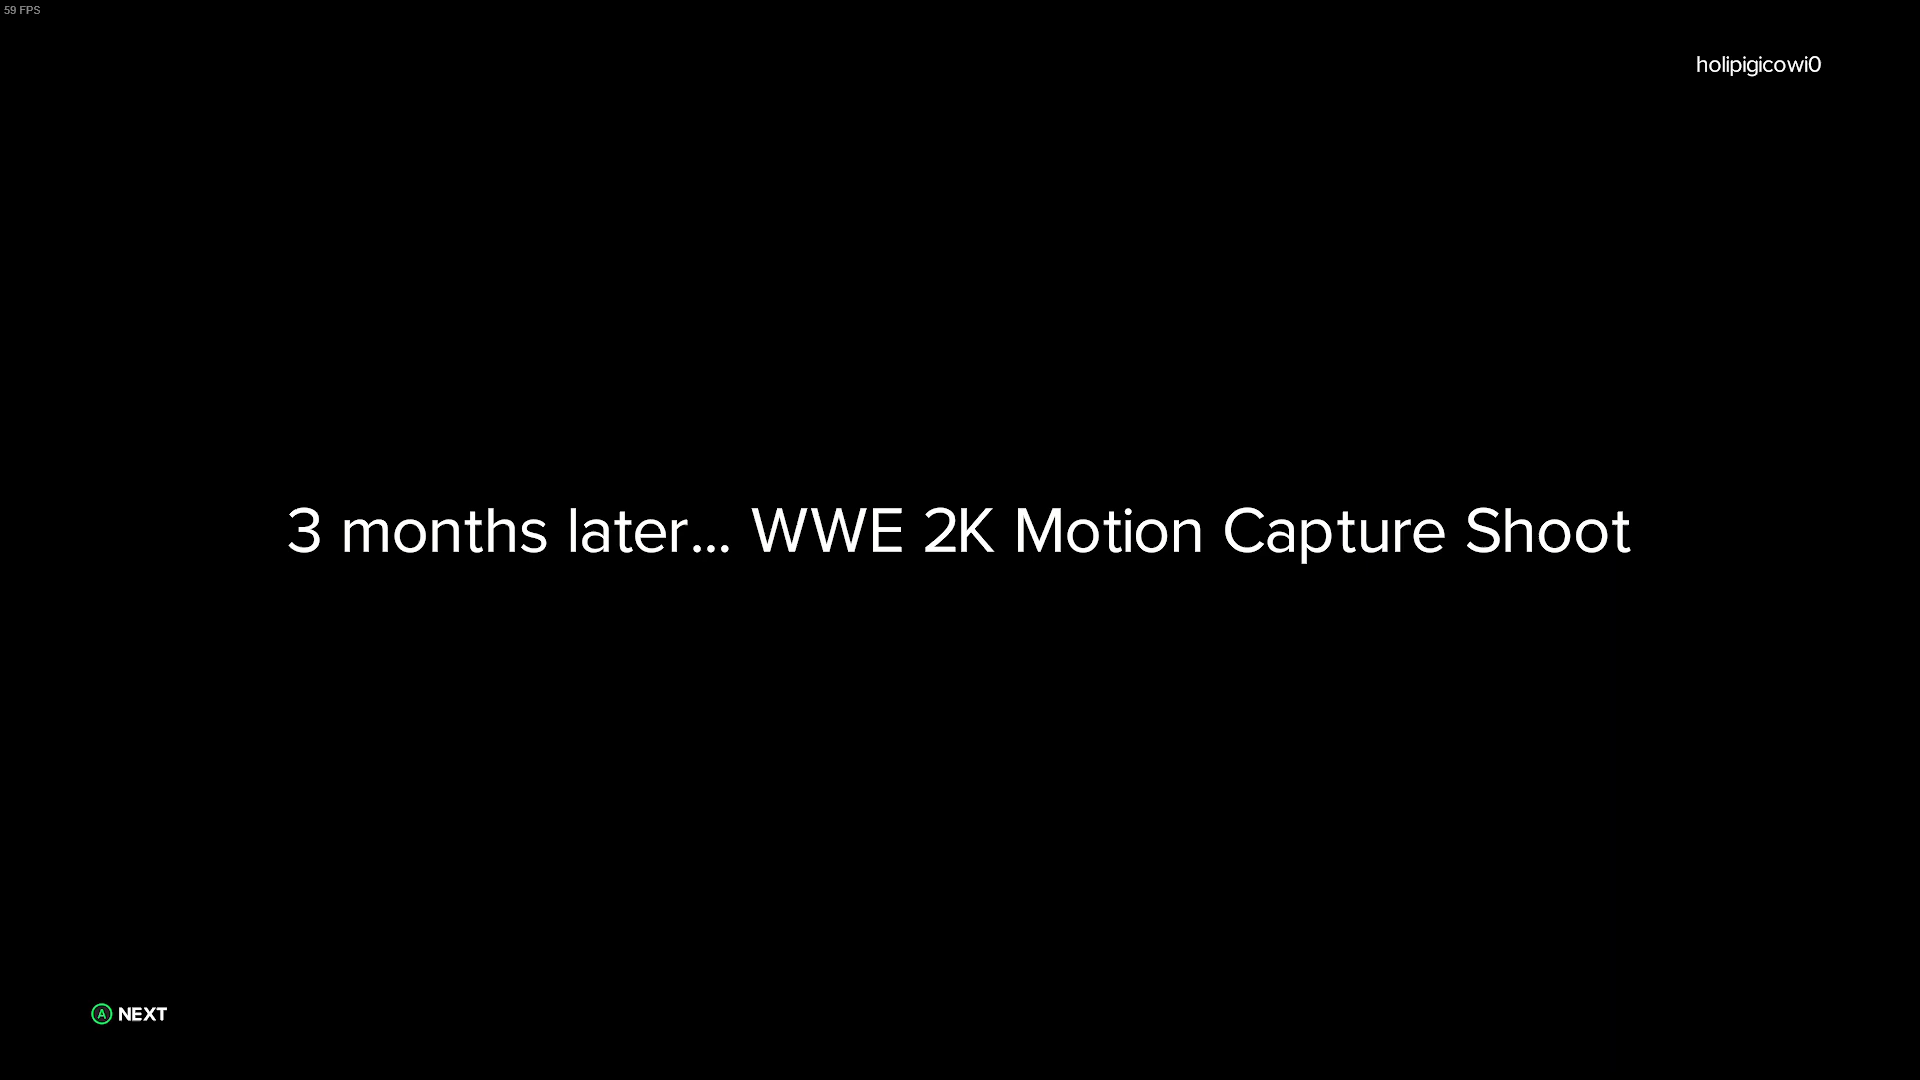 59 FPS
holipigicowi0
3 months later... WWE 2K Motion Capture Shoot
A NEXT